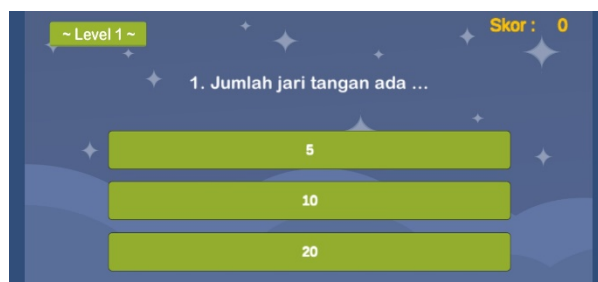 ~ Level 1 ~
Skor : 0
1. Jumlah jari tangan ada ...
5
10
20